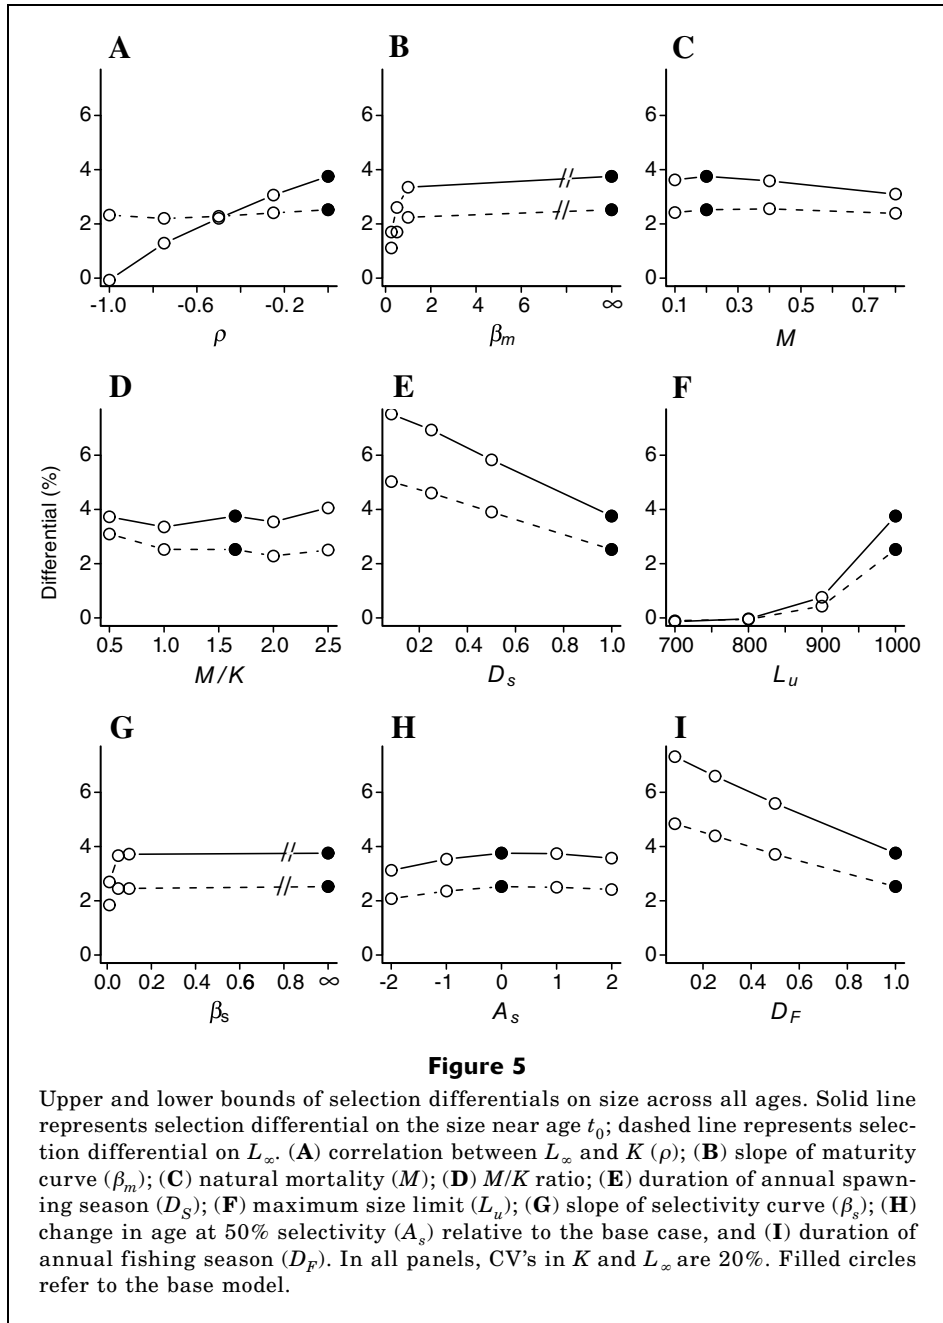 A
B
C
6
4
2
0
-1.0
-0.6
-0.2
ρ
6
4
2
0
0
2
4
6
∞
βm
6
4
2
0
0.1
0.3
0.5
0.7
M
D
E
F
Differential (%)
6
4
2
0
0.5
1.0
1.5
2.0
2.5
M/K
6
4
2
0
0.2
0.4
0.6
0.8
1.0
Ds
6
4
2
0
700
800
900
1000
Lu
G
H
I
6
4
2
0
0.0
0.2
0.4
0.6
0.8
∞
βs
6
4
2
0
-2
-1
0
1
2
As
6
4
2
0
0.2
0.4
0.6
0.8
1.0
DF
Figure 5
Upper and lower bounds of selection differentials on size across all ages. Solid line
represents selection differential on the size near age t0; dashed line represents selec-
tion differential on L∞. (A) correlation between L∞ and K (ρ); (B) slope of maturity
curve (βm); (C) natural mortality (M); (D) M/K ratio; (E) duration of annual spawn-
ing season (DS); (F) maximum size limit (Lu); (G) slope of selectivity curve (βs); (H)
change in age at 50% selectivity (As) relative to the base case, and (I) duration of
annual fishing season (DF). In all panels, CV's in K and L∞ are 20%. Filled circles
refer to the base model.